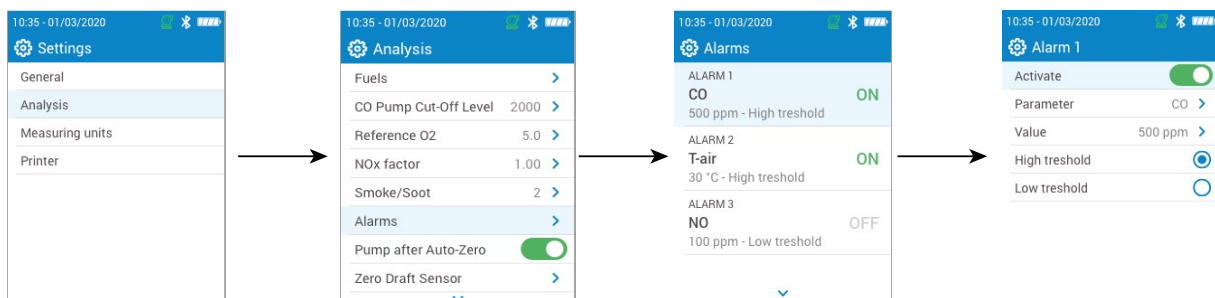 10:35 - 01/03/2020
Settings
General
Analysis
Measuring units
Printer
10:35 - 01/03/2020
Analysis
Fuels
CO Pump Cut-Off Level 2000
Reference O2 5.0
NOx factor 1.00
Smoke/Soot 2
Alarms
Pump after Auto-Zero
Zero Draft Sensor
10:35 - 01/03/2020
Alarms
ALARM 1
CO ON
500 ppm - High treshold
ALARM 2
T-air ON
30 °C - High treshold
ALARM 3
NO OFF
100 ppm - Low treshold
10:35 - 01/03/2020
Alarm 1
Activate
Parameter CO
Value 500 ppm
High treshold
Low treshold